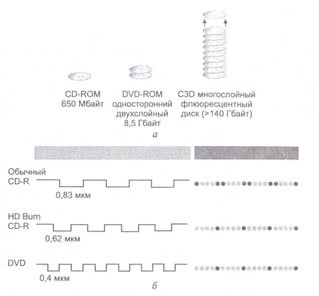 CD-ROM
650 Мбайт
DVD-ROM
односторонний
двухслойный
8,5 Гбайт
C3D многослойный
флюоресцентный
диск (>140 Гбайт)
а
Обычный
CD-R
0,83 мкм
HD Burn
CD-R
0,62 мкм
DVD
0,4 мкм
б